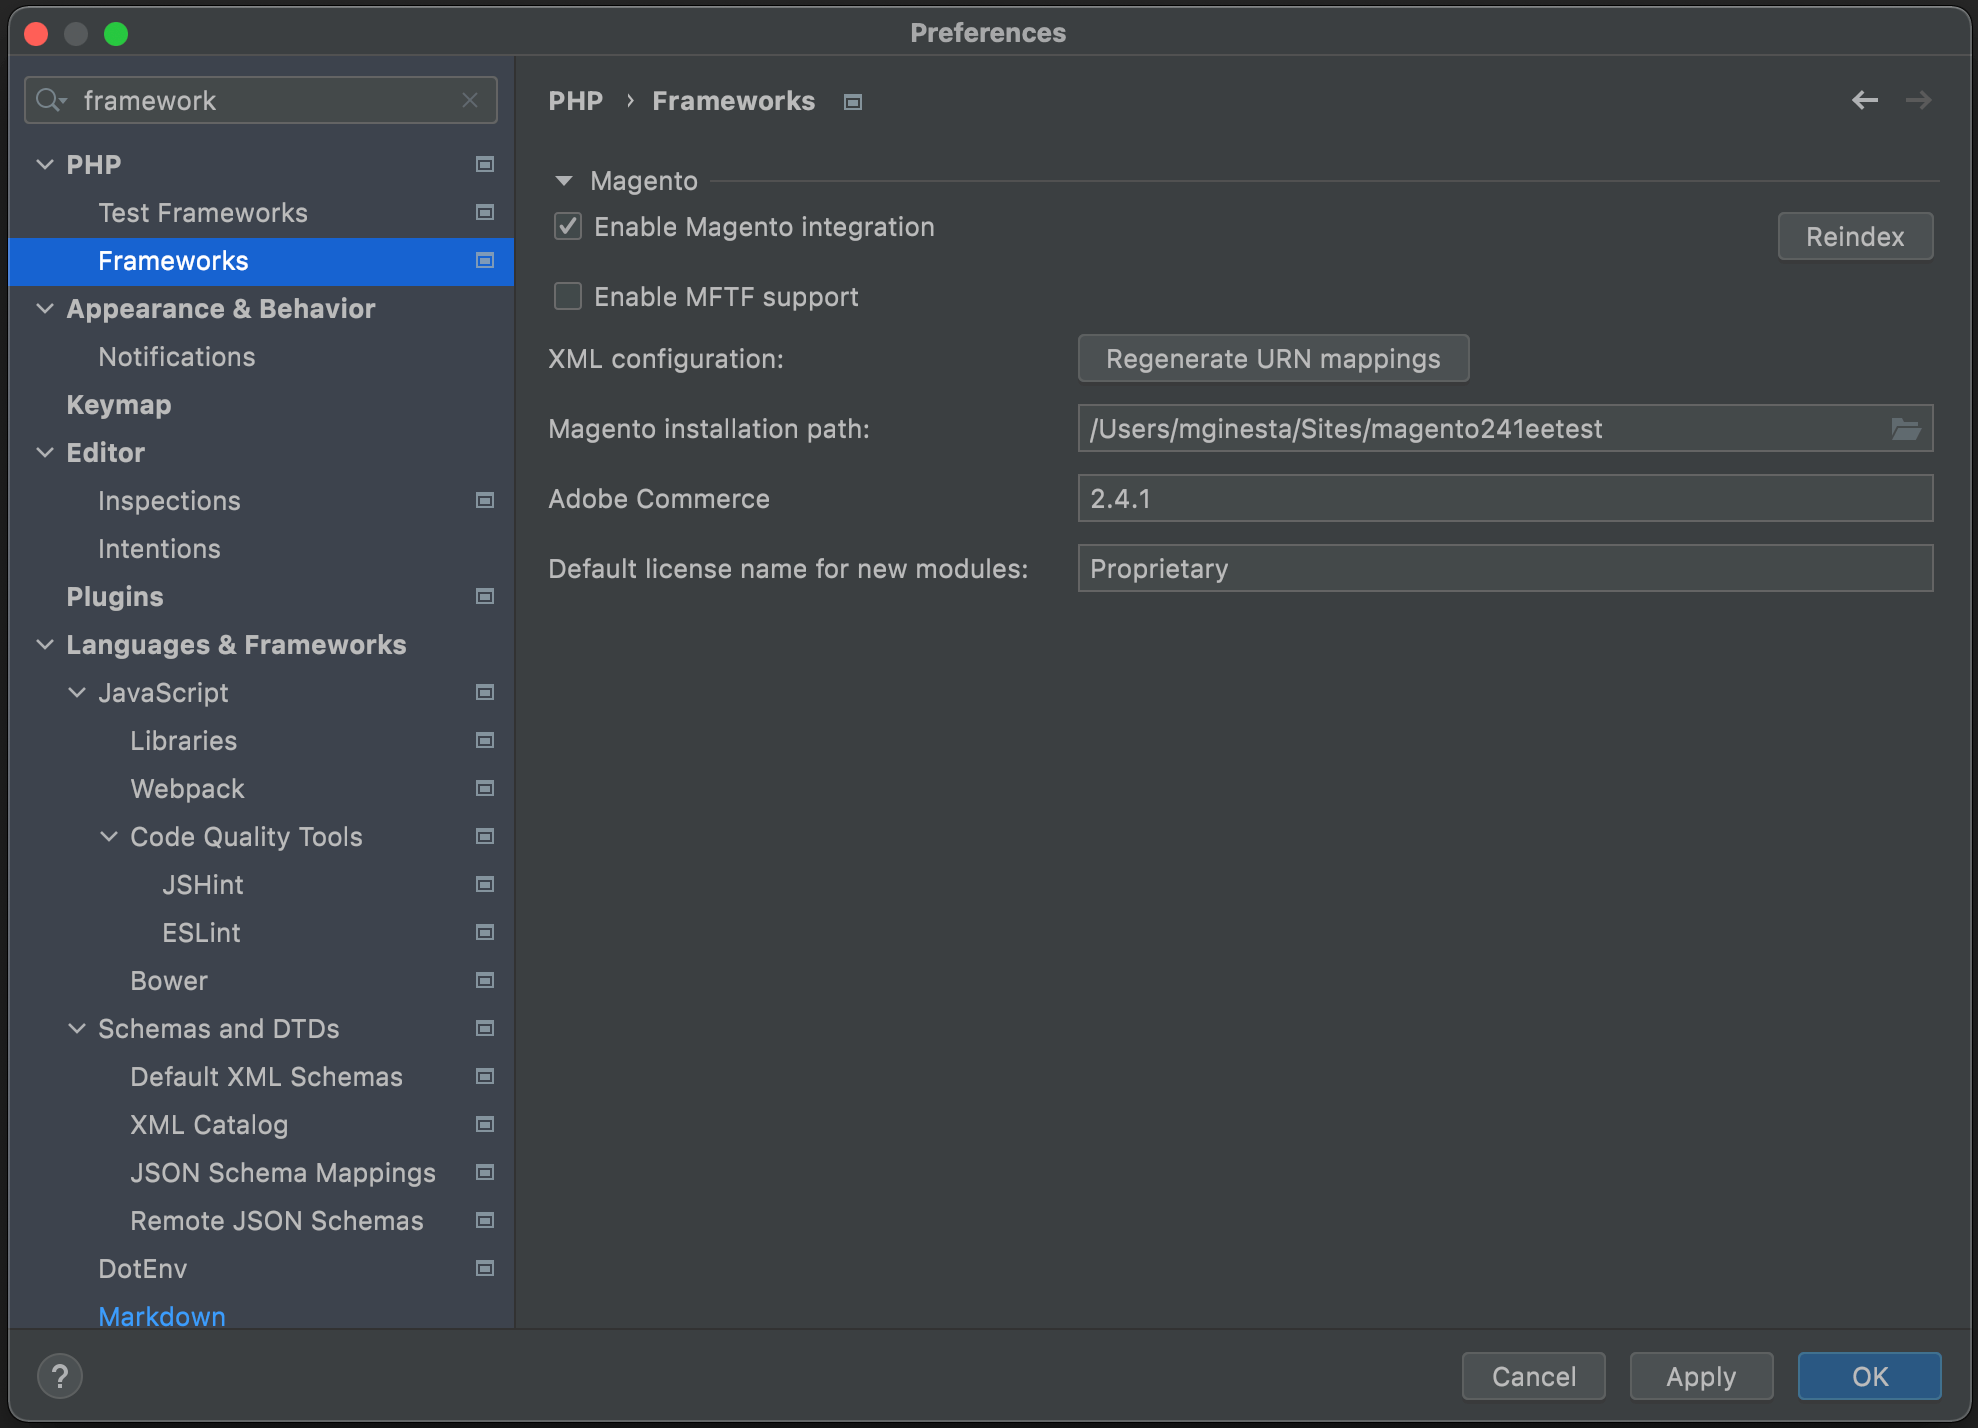 Preferences
framework
PHP
Test Frameworks
Frameworks
Appearance & Behavior
Notifications
Keymap
Editor
Inspections
Intentions
Plugins
Languages & Frameworks
JavaScript
Libraries
Webpack
Code Quality Tools
JSHint
ESLint
Bower
Schemas and DTDs
Default XML Schemas
XML Catalog
JSON Schema Mappings
Remote JSON Schemas
DotEnv
Markdown
PHP › Frameworks
Magento
Enable Magento integration
Reindex
Enable MFTF support
XML configuration: Regenerate URN mappings
Magento installation path: /Users/mginesta/Sites/magento241eetest
Adobe Commerce 2.4.1
Default license name for new modules: Proprietary
? Cancel Apply OK